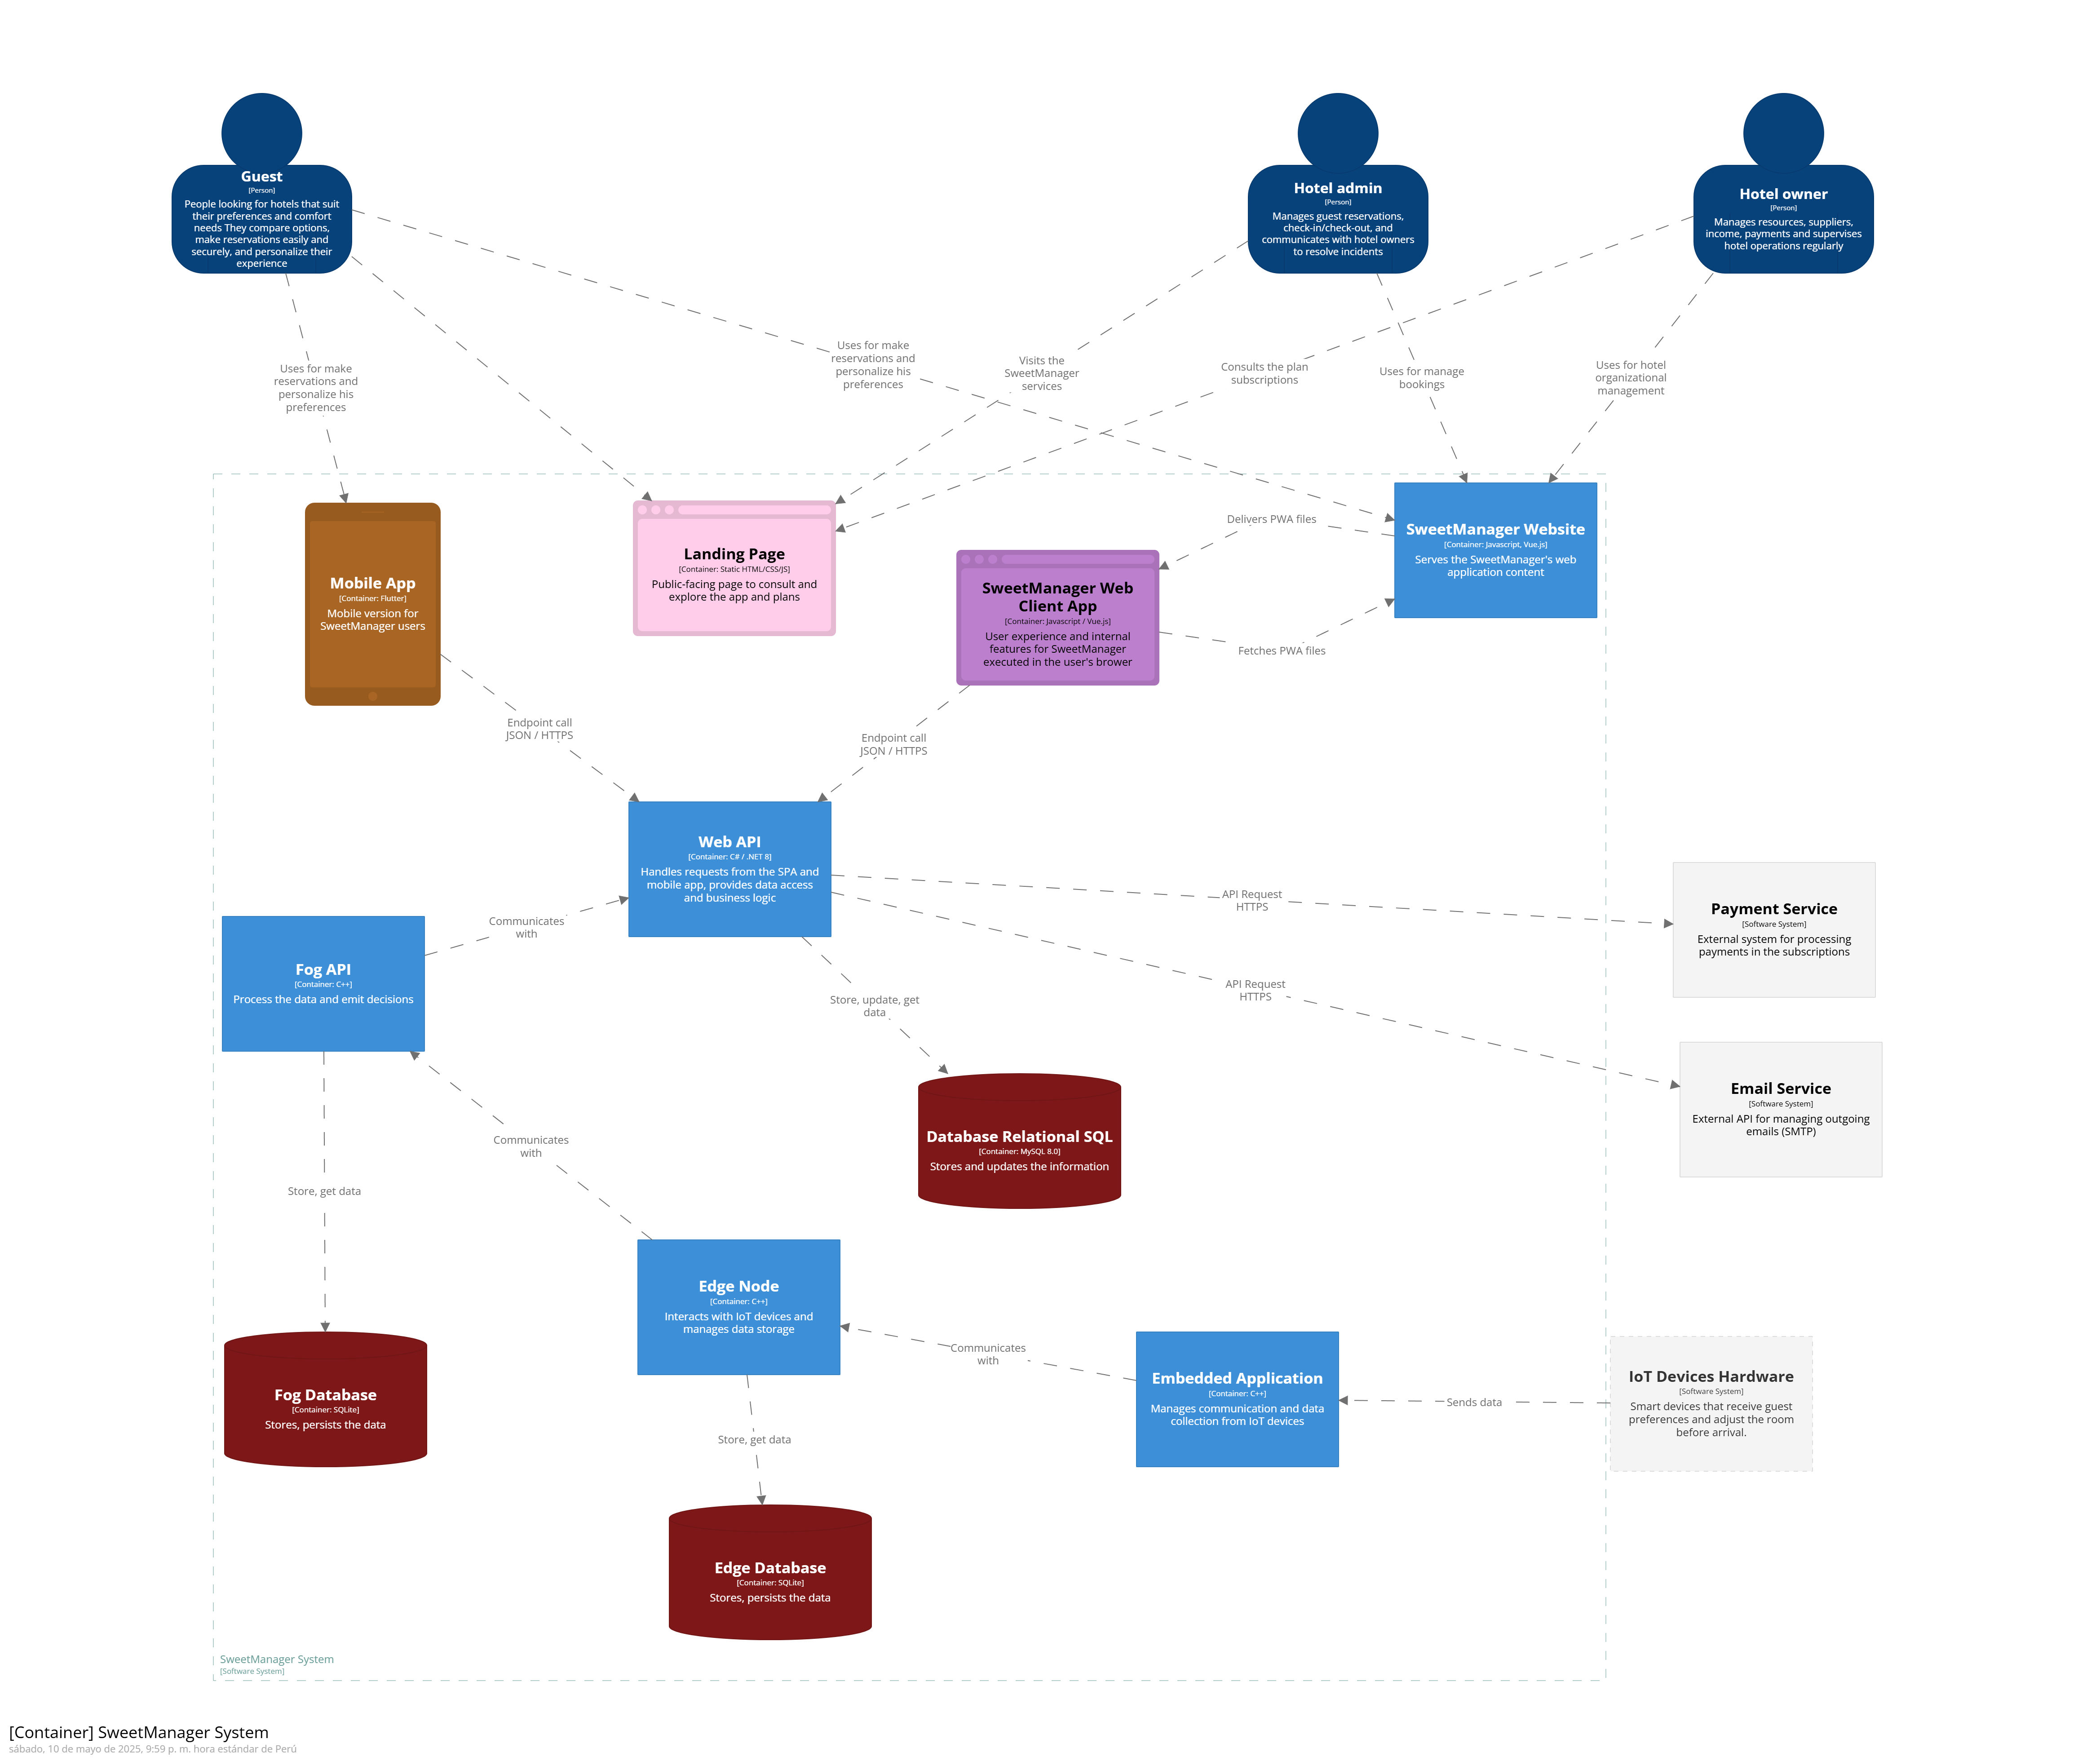 Guest
[Person]
People looking for hotels that suit
their preferences and comfort
needs They compare options,
make reservations easily and
securely, and personalize their
experience
Hotel admin
[Person]
Manages guest reservations,
check-in/check-out, and
communicates with hotel owners
to resolve incidents
Hotel owner
[Person]
Manages resources, suppliers,
income, payments and supervises
hotel operations regularly
Uses for make
reservations and
personalize his
preferences
Uses for make
reservations and
personalize his
preferences
Visits the
SweetManager
services
Consults the plan
subscriptions
Uses for manage
bookings
Uses for hotel
organizational
management
Mobile App
[Container: Flutter]
Mobile version for
SweetManager users
Landing Page
[Container: Static HTML/CSS/JS]
Public-facing page to consult and
explore the app and plans
SweetManager Web
Client App
[Container: Javascript / Vue.js]
User experience and internal
features for SweetManager
executed in the user's brower
Delivers PWA files
Fetches PWA files
SweetManager Website
[Container: Javascript, Vue.js]
Serves the SweetManager's web
application content
Endpoint call
JSON / HTTPS
Endpoint call
JSON / HTTPS
Web API
[Container: C# / .NET 8]
Handles requests from the SPA and
mobile app, provides data access
and business logic
API Request
HTTPS
API Request
HTTPS
Payment Service
[Software System]
External system for processing
payments in the subscriptions
Email Service
[Software System]
External API for managing outgoing
emails (SMTP)
Communicates
with
Fog API
[Container: C++]
Process the data and emit decisions
Store, update, get
data
Database Relational SQL
[Container: MySQL 8.0]
Stores and updates the information
Communicates
with
Store, get data
Edge Node
[Container: C++]
Interacts with IoT devices and
manages data storage
Communicates
with
Embedded Application
[Container: C++]
Manages communication and data
collection from IoT devices
Sends data
IoT Devices Hardware
[Software System]
Smart devices that receive guest
preferences and adjust the room
before arrival.
Fog Database
[Container: SQLite]
Stores, persists the data
Store, get data
Edge Database
[Container: SQLite]
Stores, persists the data
SweetManager System
[Software System]
[Container] SweetManager System
sábado, 10 de mayo de 2025, 9:59 p. m. hora estándar de Perú